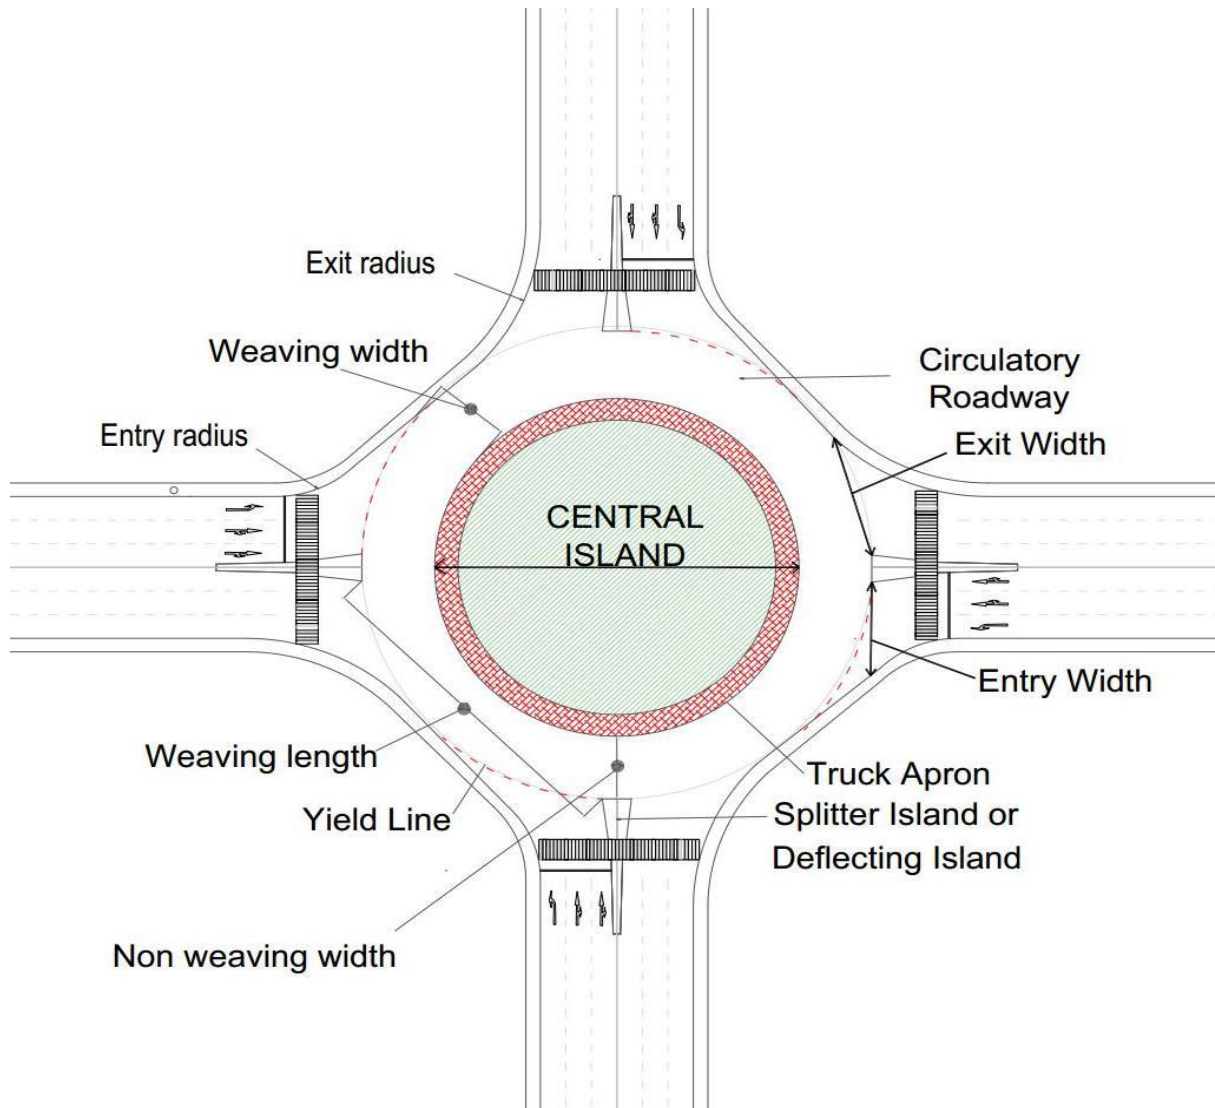 Exit radius
Weaving width
Circulatory
Roadway
Entry radius
Exit Width
CENTRAL
ISLAND
Entry Width
Weaving length
Truck Apron
Yield Line
Splitter Island or
Deflecting Island
Non weaving width